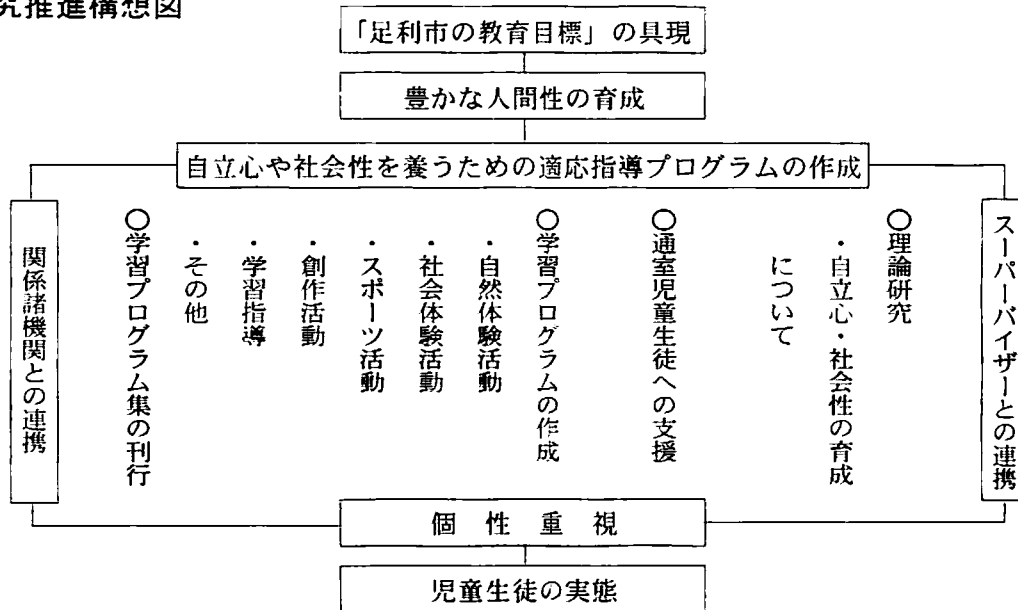 究推進構想図
「足利市の教育目標」の具現
豊かな人間性の育成
自立心や社会性を養うための適応指導プログラムの作成
スーパーバイザーとの連携
○理論研究
・自立心・社会性の育成
について
○通室児童生徒への支援
○学習プログラムの作成
・自然体験活動
・社会体験活動
・スポーツ活動
・創作活動
・学習指導
・その他
○学習プログラム集の刊行
関係諸機関との連携
個性重視
児童生徒の実態